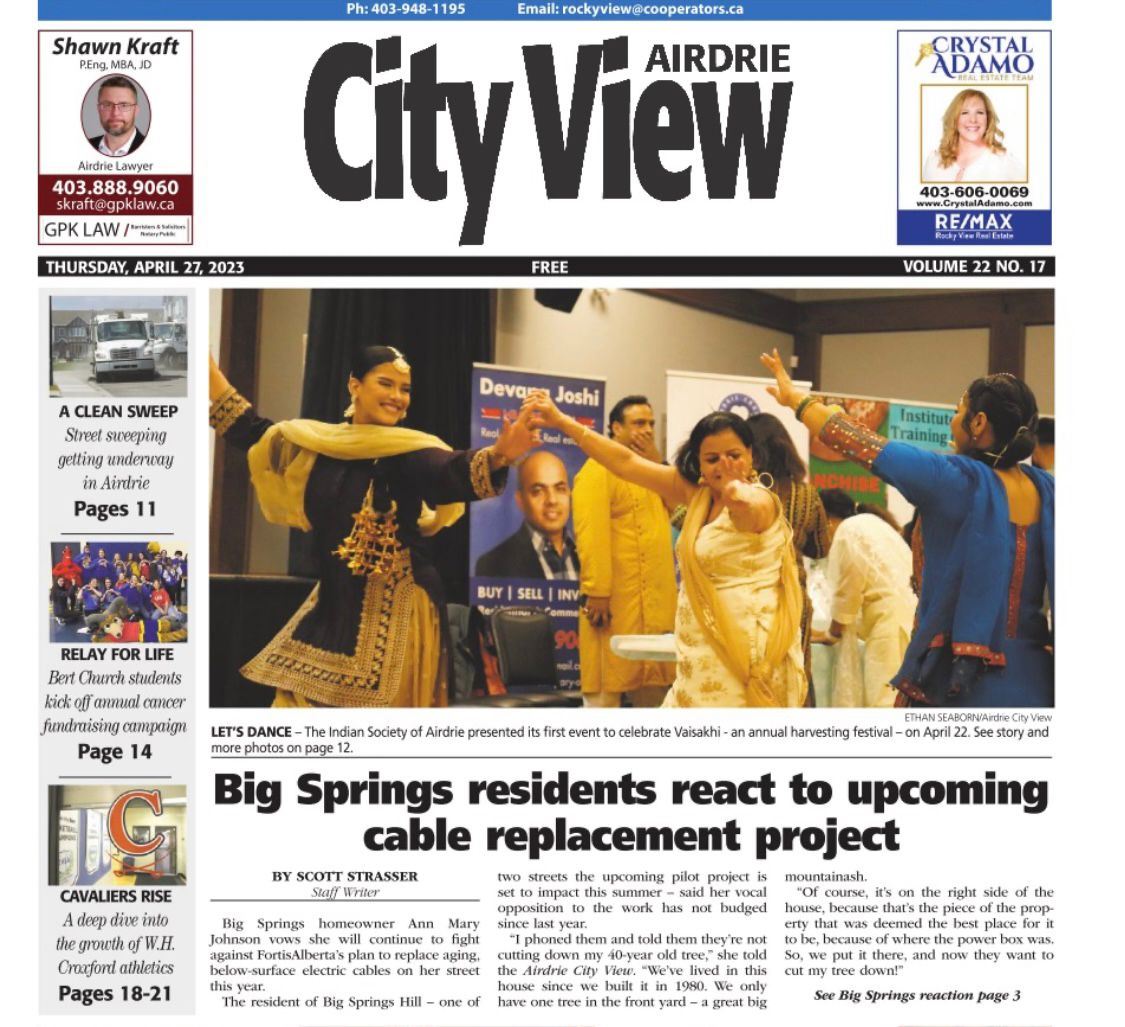 Ph: 403-948-1195 Email: rockyview@cooperators.ca
Shawn Kraft
P.Eng, MBA, JD
Airdrie Lawyer
403.888.9060
skraft@gpklaw.ca
GPK LAW / Barristers & Solicitors
Notary Public
AIRDRIE
City View
CRYSTAL
ADAMO
REAL ESTATE TEAM
403-606-0069
www.CrystalAdamo.com
RE/MAX
Rocky View Real Estate
THURSDAY, APRIL 27, 2023 FREE VOLUME 22 NO. 17
A CLEAN SWEEP
Street sweeping
getting underway
in Airdrie
Pages 11
RELAY FOR LIFE
Bert Church students
kick off annual cancer
fundraising campaign
Page 14
C
CAVALIERS RISE
A deep dive into
the growth of W.H.
Croxford athletics
Pages 18-21
Joshi
BUY | SELL | INV
Institut
Training
ETHAN SEABORN/Airdrie City View
LET'S DANCE – The Indian Society of Airdrie presented its first event to celebrate Vaisakhi - an annual harvesting festival – on April 22. See story and
more photos on page 12.
Big Springs residents react to upcoming
cable replacement project
BY SCOTT STRASSER
Staff Writer
Big Springs homeowner Ann Mary
Johnson vows she will continue to fight
against FortisAlberta's plan to replace aging,
below-surface electric cables on her street
this year.
The resident of Big Springs Hill – one of
two streets the upcoming pilot project is
set to impact this summer – said her vocal
opposition to the work has not budged
since last year.
"I phoned them and told them they're not
cutting down my 40-year old tree," she told
the Airdrie City View. "We've lived in this
house since we built it in 1980. We only
have one tree in the front yard – a great big
mountainash.
"Of course, it's on the right side of the
house, because that's the piece of the prop-
erty that was deemed the best place for it
to be, because of where the power box was.
So, we put it there, and now they want to
cut my tree down!"
See Big Springs reaction page 3